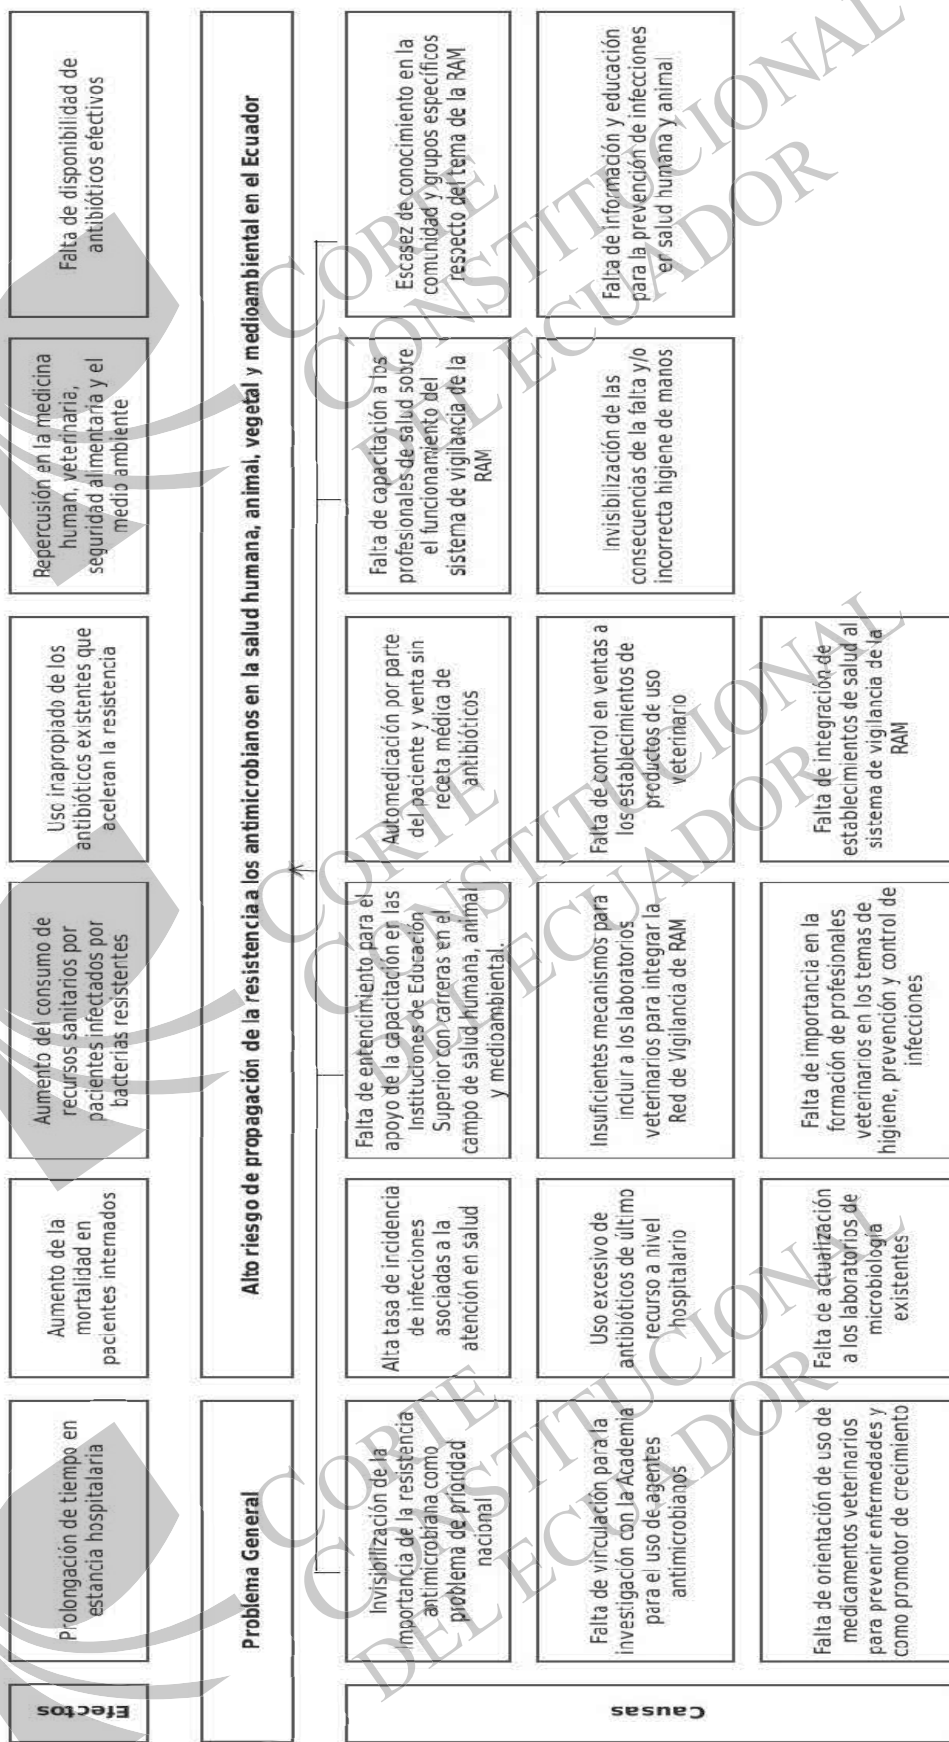 Efectos
Prolongación de tiempo en
estancia hospitalaria
Aumento de la
mortalidad en
pacientes internados
Aumento del consumo de
recursos sanitarios por
pacientes infectados por
bacterias resistentes
Uso inapropiado de los
antibióticos existentes que
aceleran la resistencia
Repercusión en la medicina
human, veterinaria,
seguridad alimentaria y el
medio ambiente
Falta de disponibilidad de
antibióticos efectivos
Problema General
Alto riesgo de propagación de la resistencia a los antimicrobianos en la salud humana, animal, vegetal y medioambiental en el Ecuador
Causas
Invisibilización de la
Importancia de la resistencia
antimicrobiana como
problema de prioridad
nacional
Alta tasa de incidencia
de infecciones
asociadas a la
atención en salud
Falta de entendimiento para el
apoyo de la capacitación en las
Instituciones de Educación
Superior con carreras en el
campo de salud humana, animal
y medioambiental.
Automedicación por parte
del paciente y venta sin
receta médica de
antibióticos
Falta de capacitación a los
profesionales de salud sobre
el funcionamiento del
sistema de vigilancia de la
RAM
Escasez de conocimiento en la
comunidad y grupos específicos
respecto del tema de la RAM
Falta de vinculación para la
investigación con la Academia
para el uso de agentes
antimicrobianos
Uso excesivo de
antibióticos de último
recurso a nivel
hospitalario
Insuficientes mecanismos para
incluir a los laboratorios
veterinarios para integrar la
Red de Vigilancia de RAM
Falta de control en ventas a
los establecimientos de
productos de uso
veterinario
Invisibilización de las
consecuencias de la falta y/o
incorrecta higiene de manos
Falta de información y educación
para la prevención de infecciones
en salud humana y animal
Falta de orientación de uso de
medicamentos veterinarios
para prevenir enfermedades y
como promotor de crecimiento
Falta de actualización
a los laboratorios de
microbiología
existentes
Falta de importancia en la
formación de profesionales
veterinarios en los temas de
higiene, prevención y control de
infecciones
Falta de integración de
establecimientos de salud al
sistema de vigilancia de la
RAM
CORTE
CONSTITUCIONAL
DEL ECUADOR
CORTE
CONSTITUCIONAL
DEL ECUADOR
CORTE
CONSTITUCIONAL
DEL ECUADOR